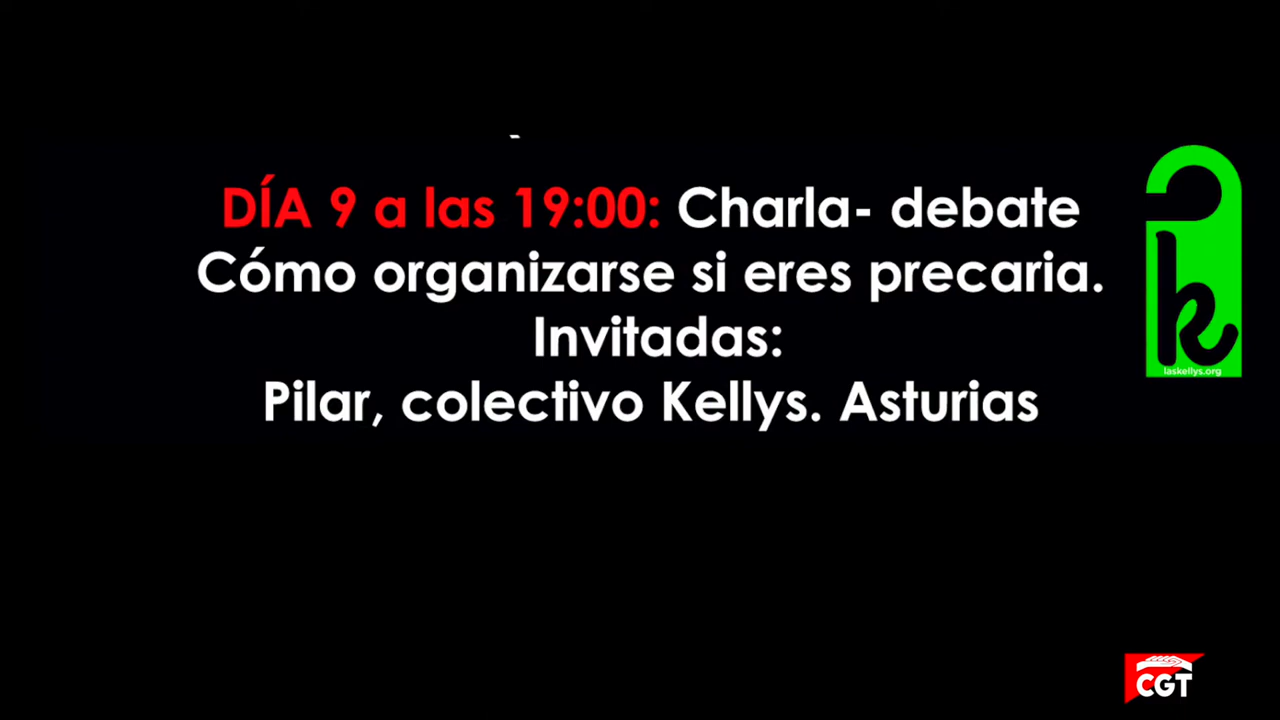 DÍA 9 a las 19:00: Charla- debate
Cómo organizarse si eres precaria.
Invitadas:
Pilar, colectivo Kellys. Asturias
k
laskellys.org
CGT